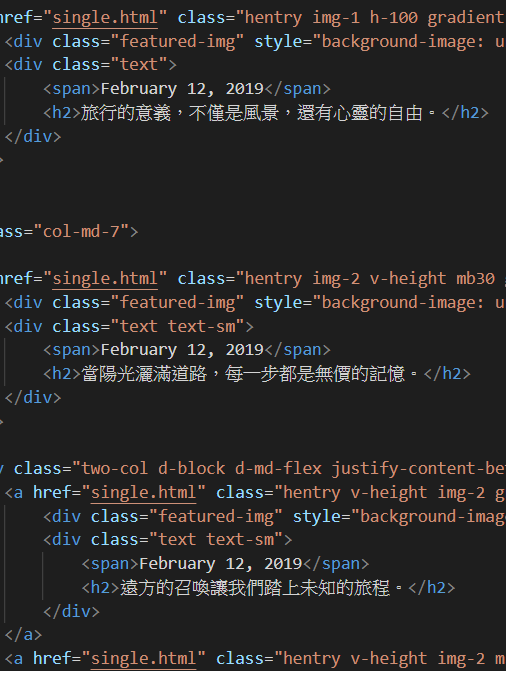 href="single.html" class="hentry img-1 h-100 gradient
<div class="featured-img" style="background-image: u
<div class="text">
<span>February 12, 2019</span>
<h2>旅行的意義，不僅是風景，還有心靈的自由。</h2>
</div>
>
ass="col-md-7">
href="single.html" class="hentry img-2 v-height mb30 g
<div class="featured-img" style="background-image: u
<div class="text text-sm">
<span>February 12, 2019</span>
<h2>當陽光灑滿道路，每一步都是無價的記憶。</h2>
</div>
>
v class="two-col d-block d-md-flex justify-content-be
<a href="single.html" class="hentry v-height img-2 g
<div class="featured-img" style="background-imag
<div class="text text-sm">
<span>February 12, 2019</span>
<h2>遠方的召喚讓我們踏上未知的旅程。</h2>
</div>
</a>
<a href="single.html" class="hentry v-height img-2 m